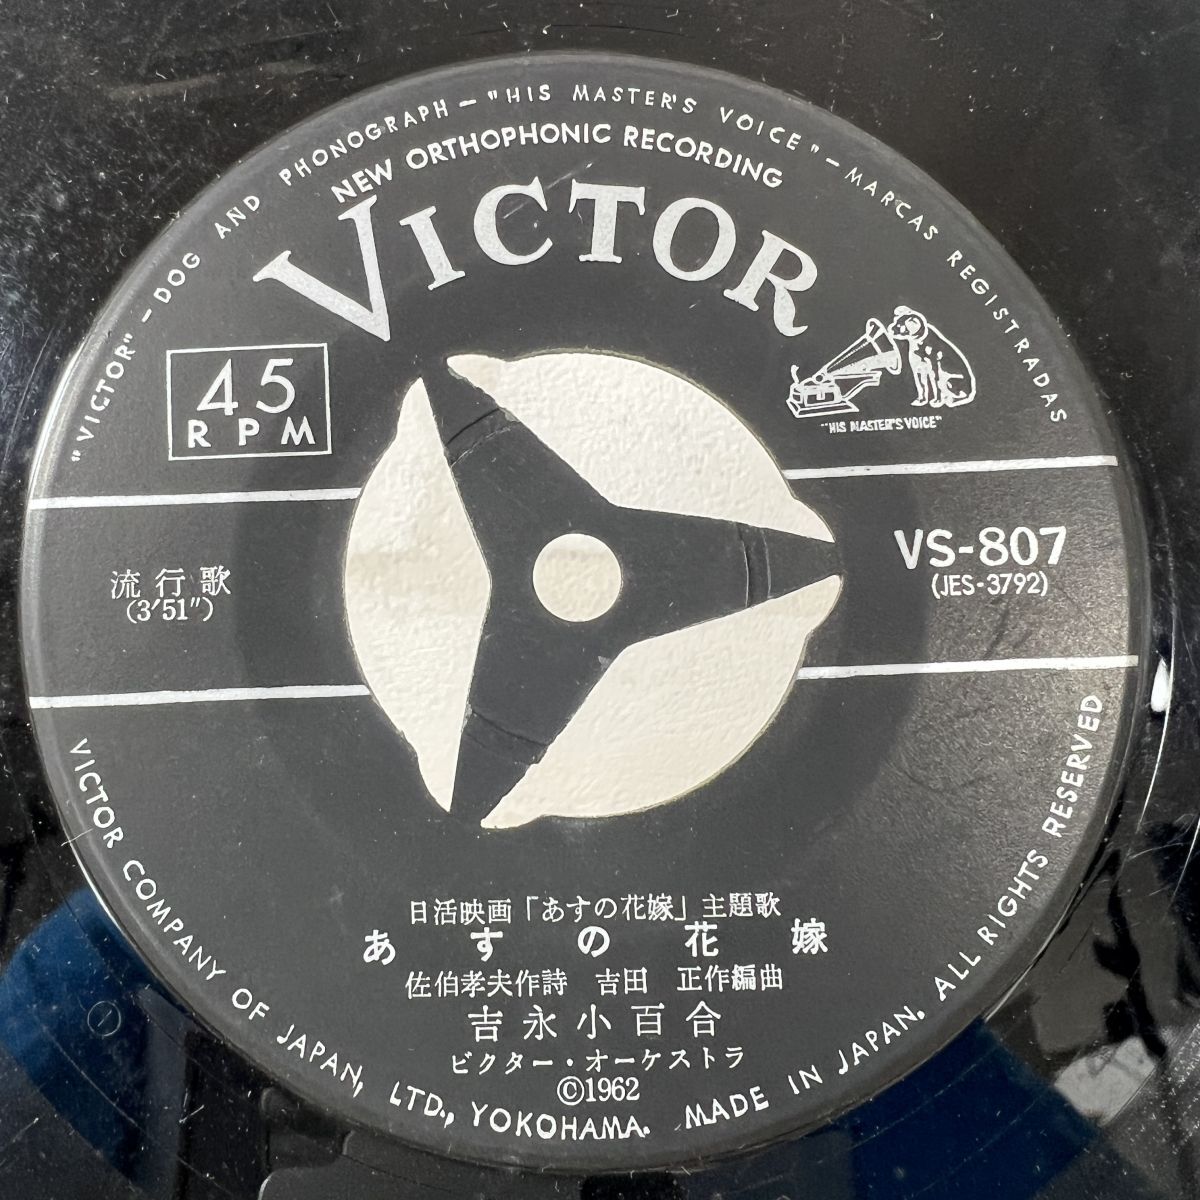 "VICTOR" – DOG AND PHONOGRAPH – "HIS MASTER'S VOICE" – MARCAS REGISTRADAS
NEW ORTHOPHONIC RECORDING
VICTOR
"HIS MASTER'S VOICE"
45
RPM
流行歌
(3′51″)
VS-807
(JES-3792)
日活映画「あすの花嫁」主題歌
あすの花嫁
佐伯孝夫作詩 吉田 正作編曲
吉永小百合
ビクター・オーケストラ
©1962
VICTOR COMPANY OF JAPAN, LTD., YOKOHAMA. MADE IN JAPAN. ALL RIGHTS RESERVED